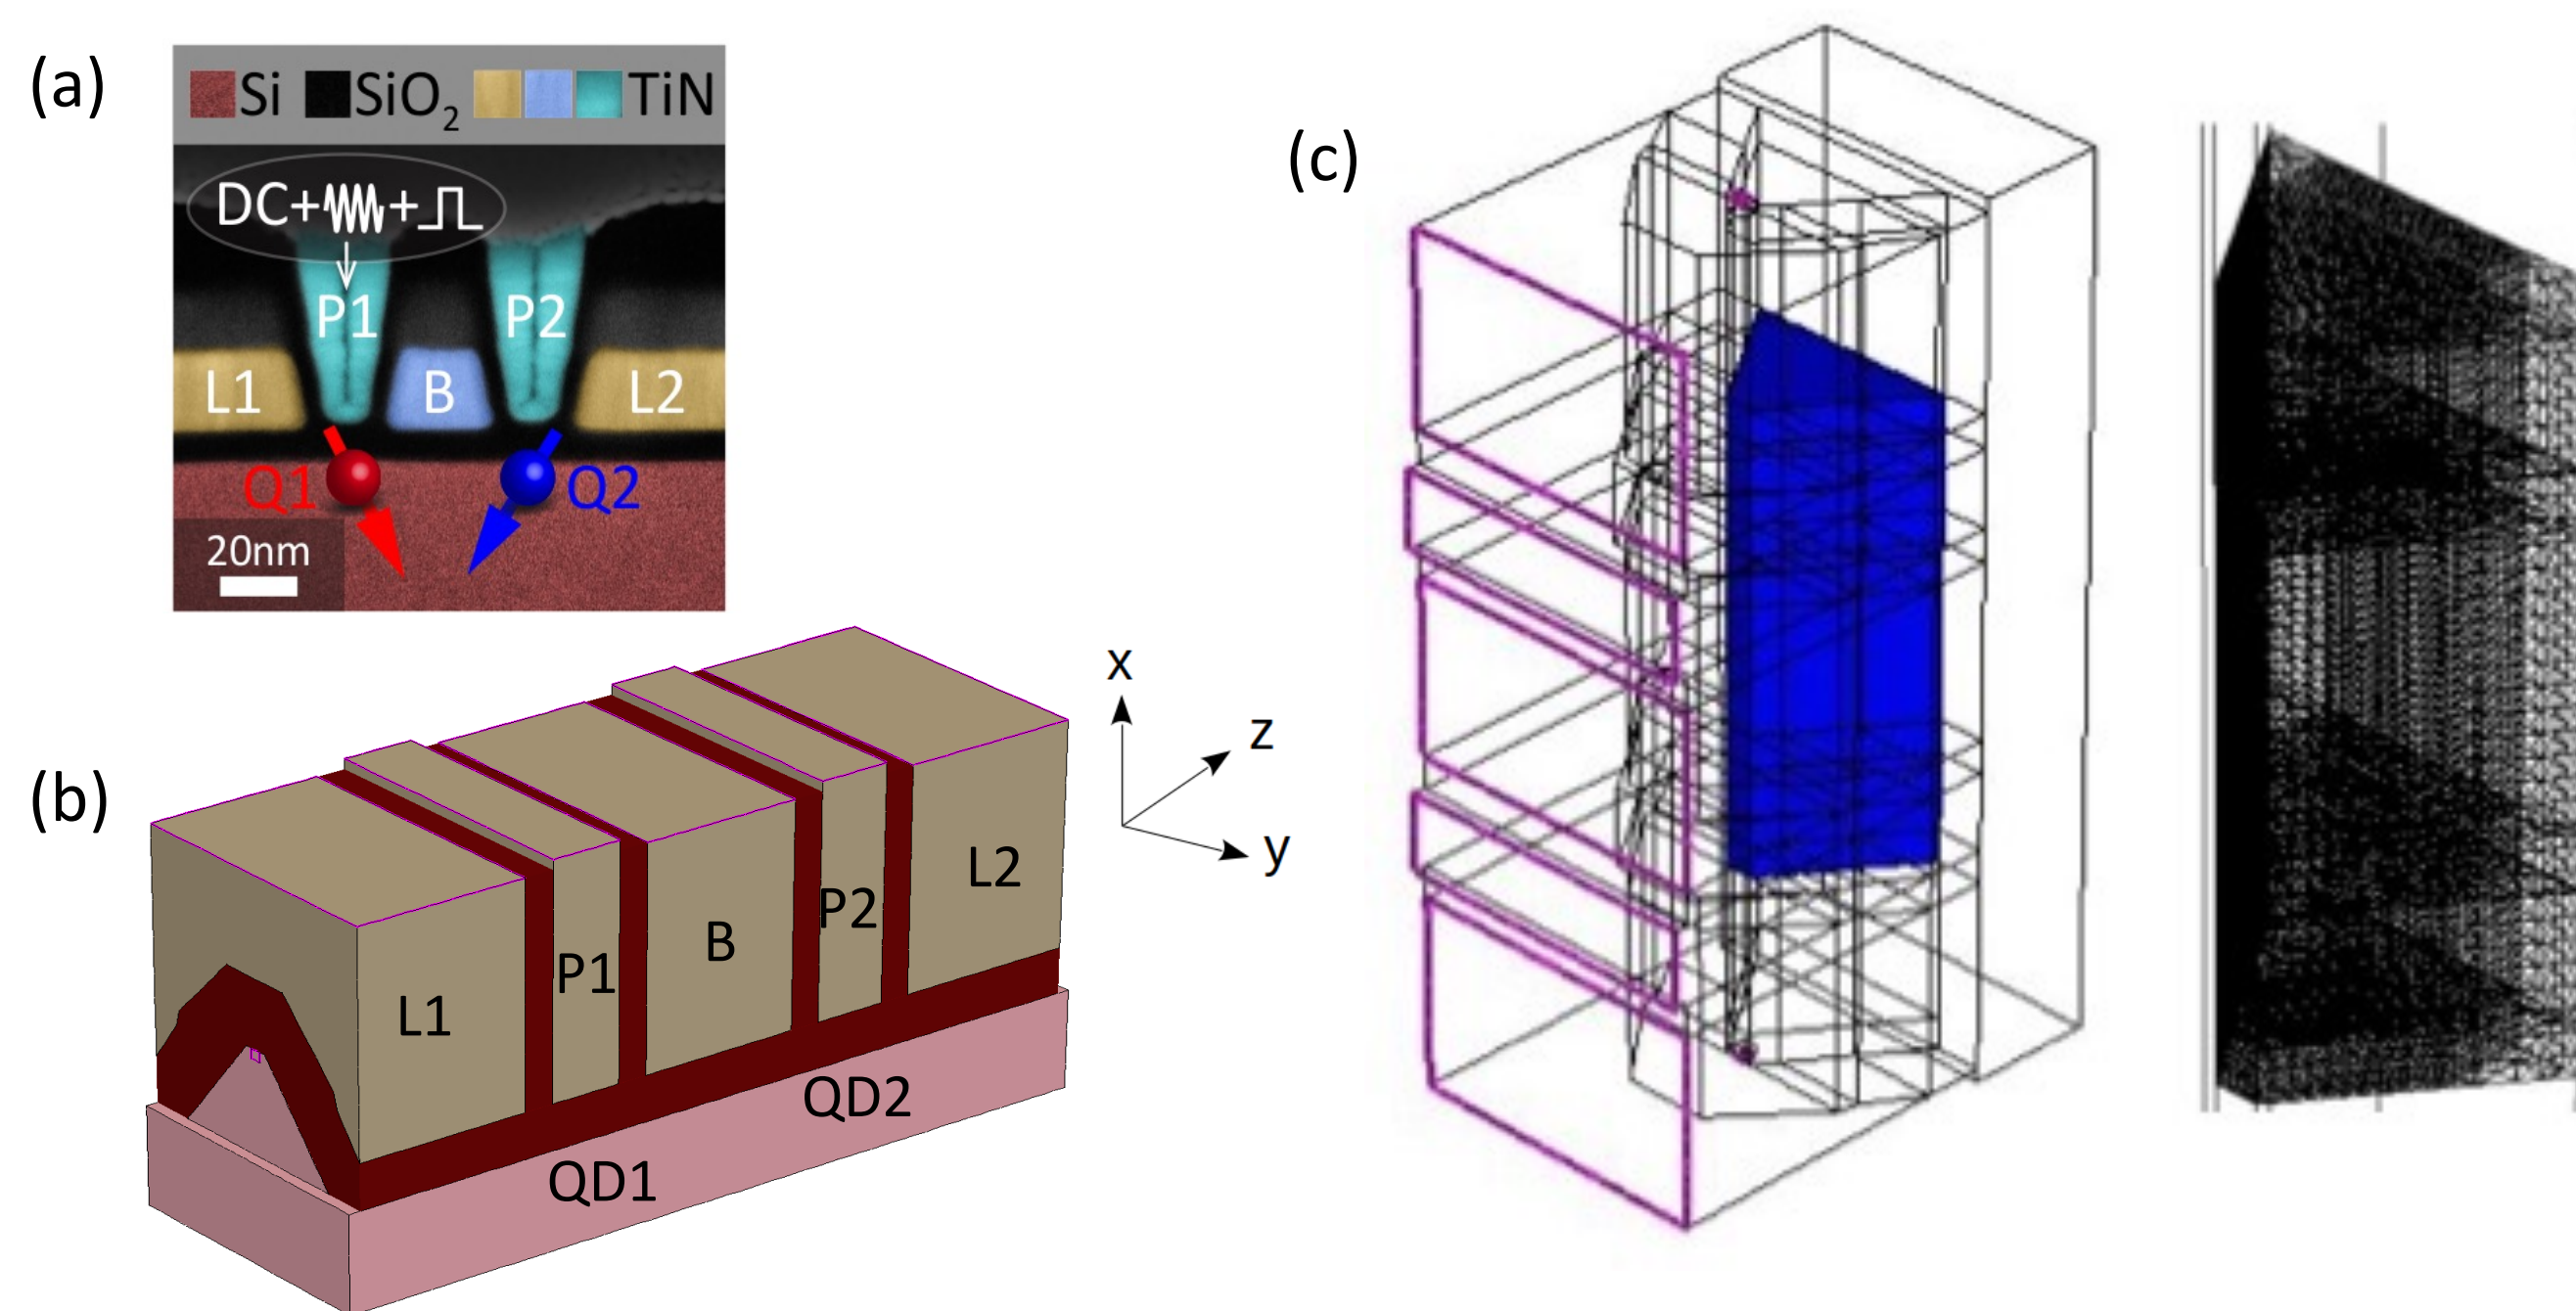 (a)
Si SiO2 TiN
DC+ +
P1 P2
L1 B L2
Q1 Q2
20nm
(b)
L1 P1 B P2 L2
QD1 QD2
x
z
y
(c)